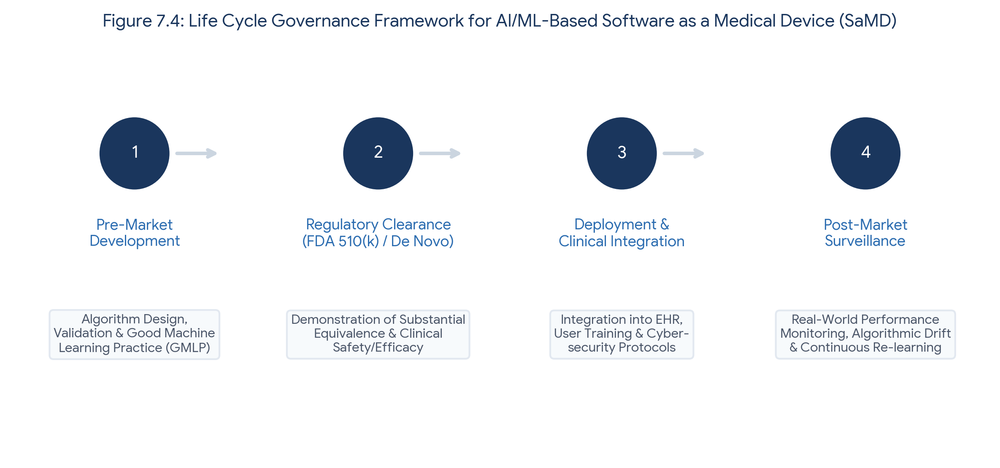 Figure 7.4: Life Cycle Governance Framework for AI/ML-Based Software as a Medical Device (SaMD)
1
2
3
4
Pre-Market
Development
Regulatory Clearance
(FDA 510(k) / De Novo)
Deployment &
Clinical Integration
Post-Market
Surveillance
Algorithm Design,
Validation & Good Machine
Learning Practice (GMLP)
Demonstration of Substantial
Equivalence & Clinical
Safety/Efficacy
Integration into EHR,
User Training & Cyber-
security Protocols
Real-World Performance
Monitoring, Algorithmic Drift
& Continuous Re-learning